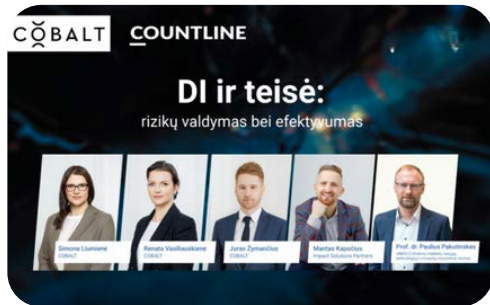 COBALT
COUNTLINE
DI ir teisė:
rizikų valdymas bei efektyvumas
Simona Liumienė
COBALT
Renata Vasiliauskienė
COBALT
Juras Žymančius
COBALT
Mantas Kapočius
Impact Solutions Partners
Prof. dr. Paulius Pakutinskas